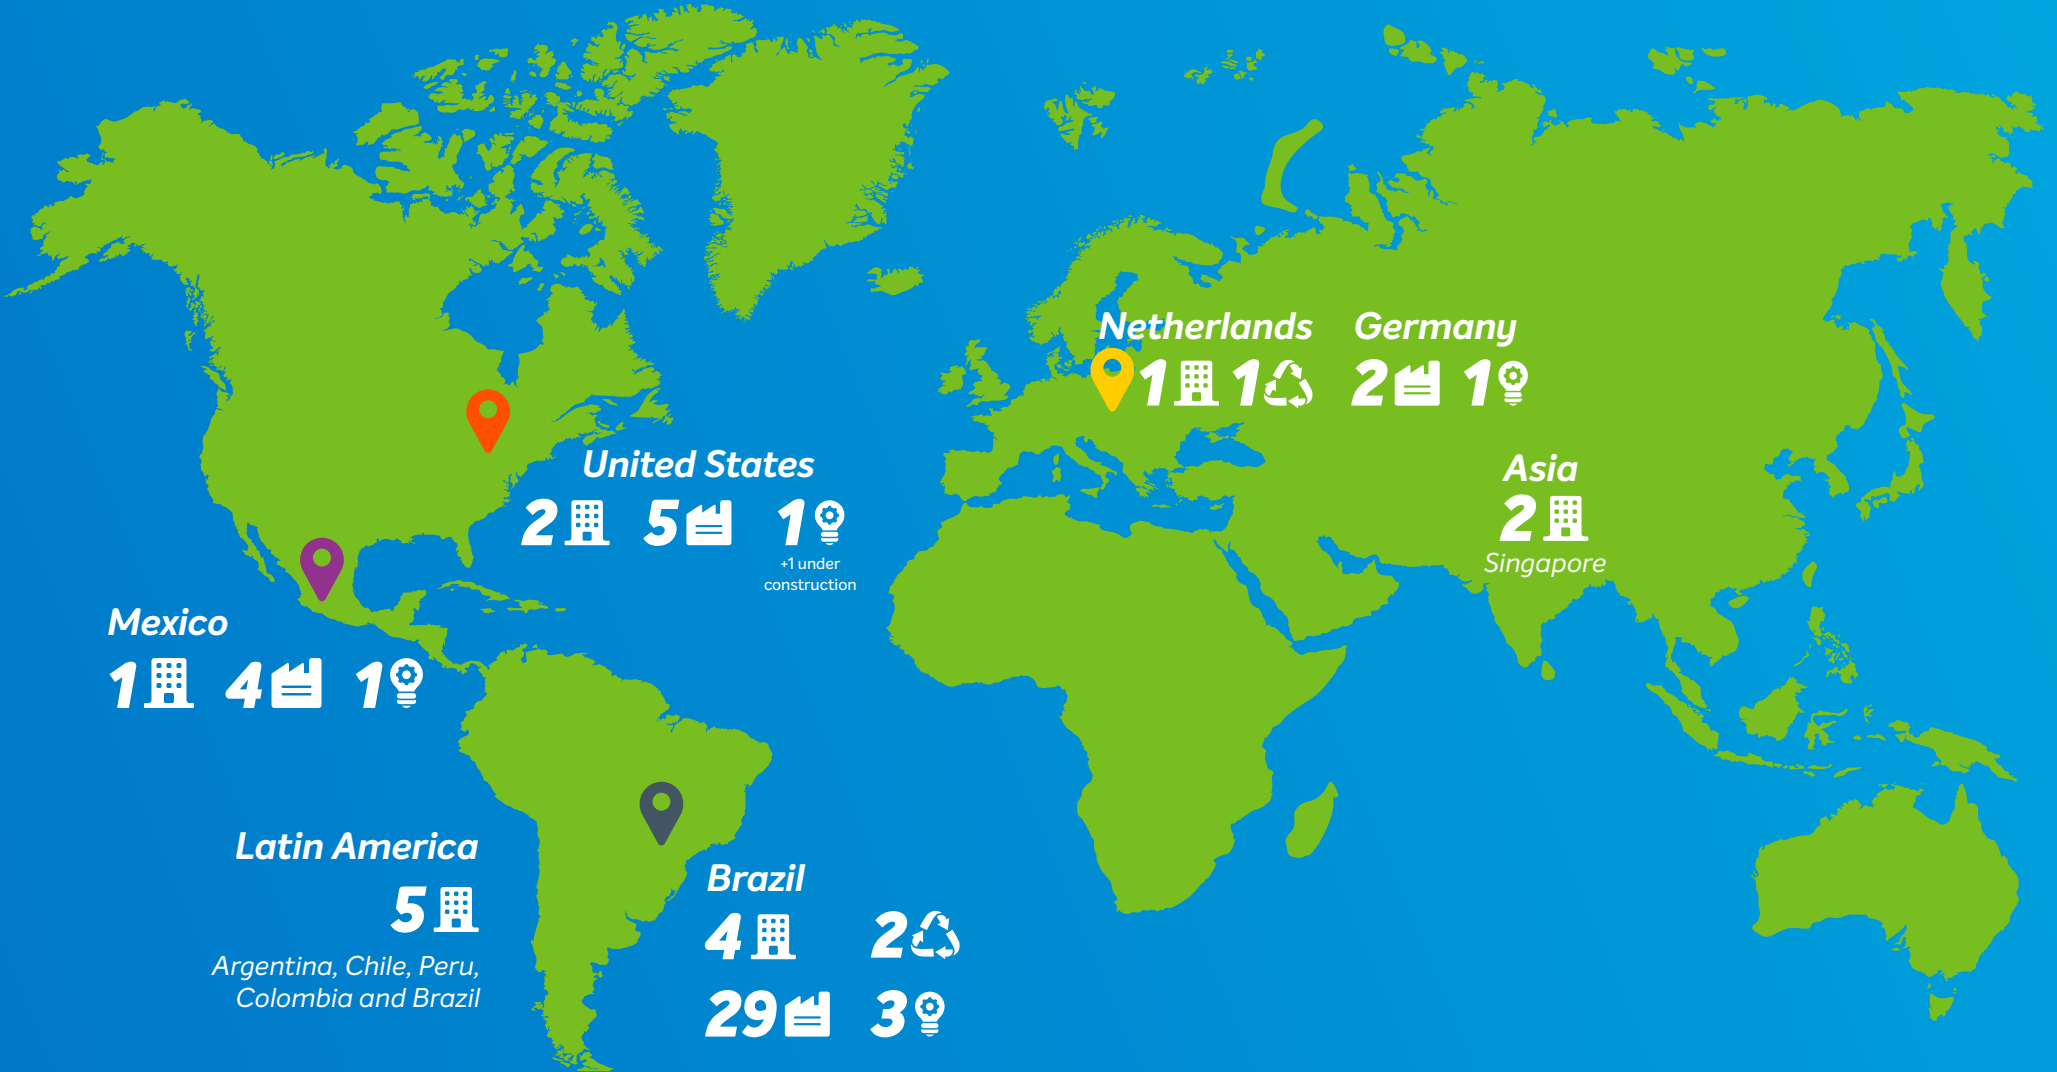 Netherlands
1 1
Germany
2 1
United States
2 5 1
+1 under
construction
Asia
2
Singapore
Mexico
1 4 1
Latin America
5
Argentina, Chile, Peru,
Colombia and Brazil
Brazil
4 2
29 3